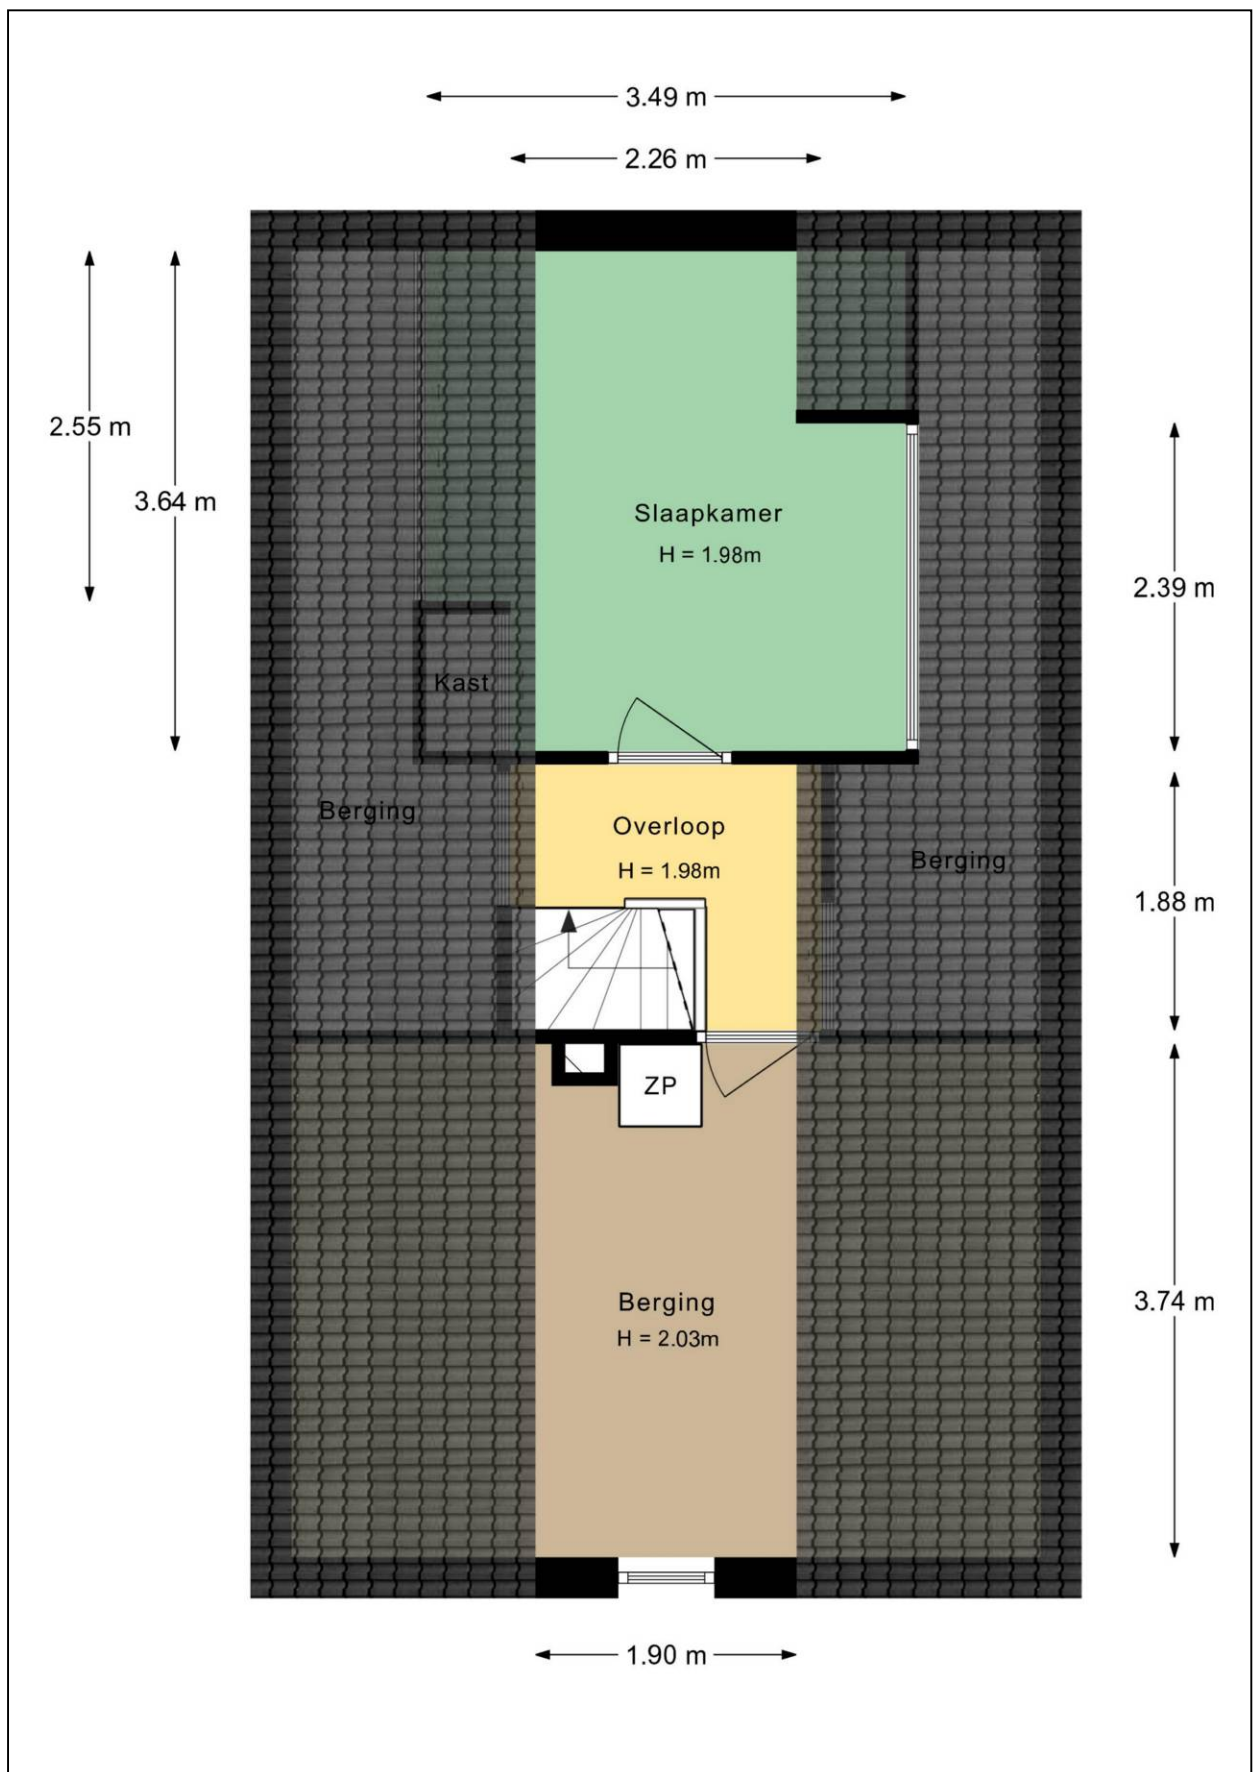 3.49 m
2.26 m
2.55 m
3.64 m
Slaapkamer
H = 1.98m
2.39 m
Kast
Berging
Overloop
H = 1.98m
Berging
1.88 m
ZP
Berging
H = 2.03m
3.74 m
1.90 m